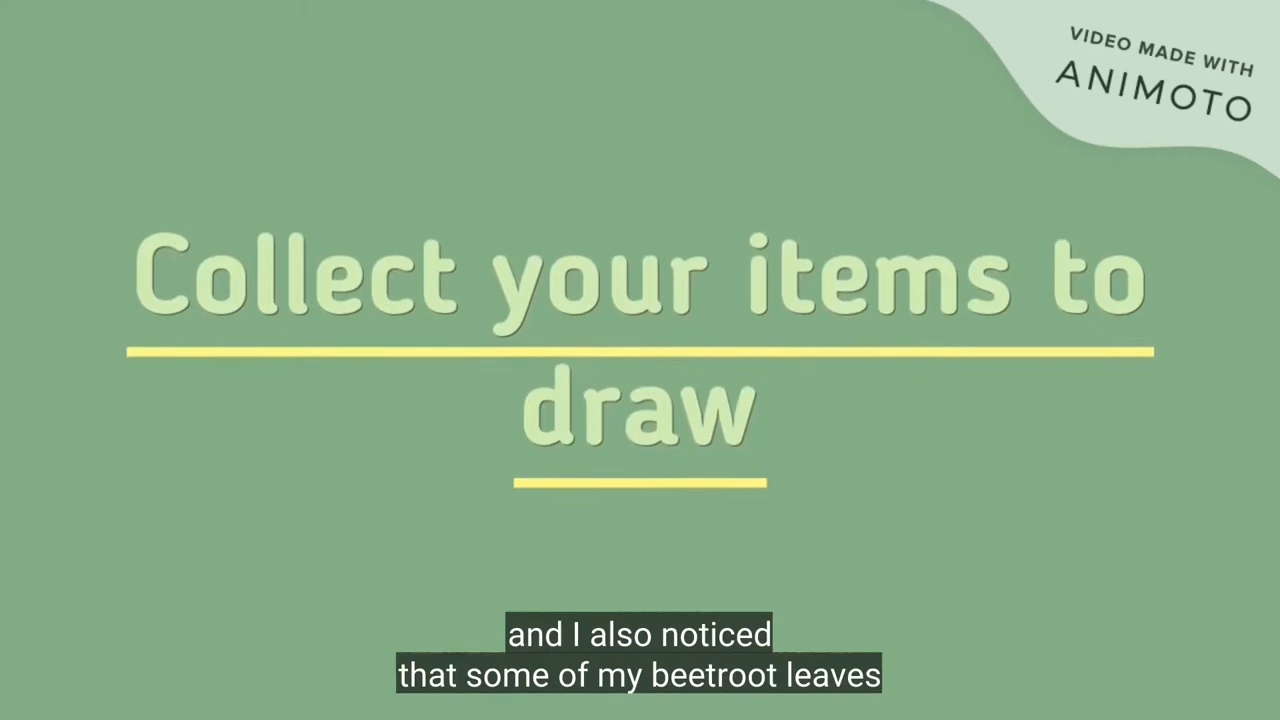 VIDEO MADE WITH
ANIMOTO
Collect your items to
draw
and I also noticed
that some of my beetroot leaves